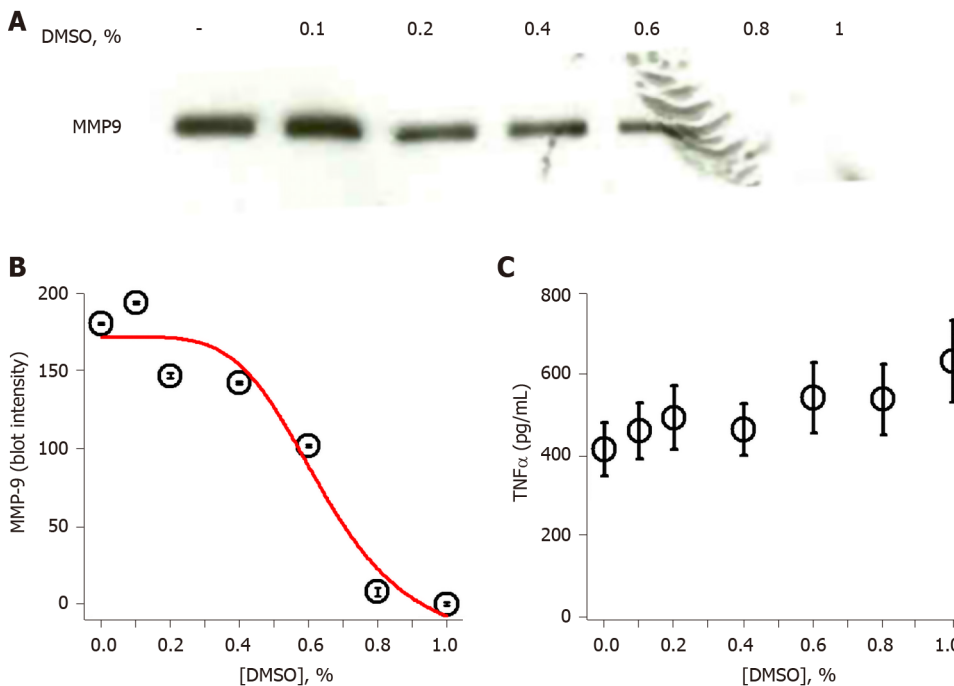 A
DMSO, % - 0.1 0.2 0.4 0.6 0.8 1
MMP9
B
200
150
100
50
0
MMP-9 (blot intensity)
0.0 0.2 0.4 0.6 0.8 1.0
[DMSO], %
C
800
600
400
200
0
TNFα (pg/mL)
0.0 0.2 0.4 0.6 0.8 1.0
[DMSO], %